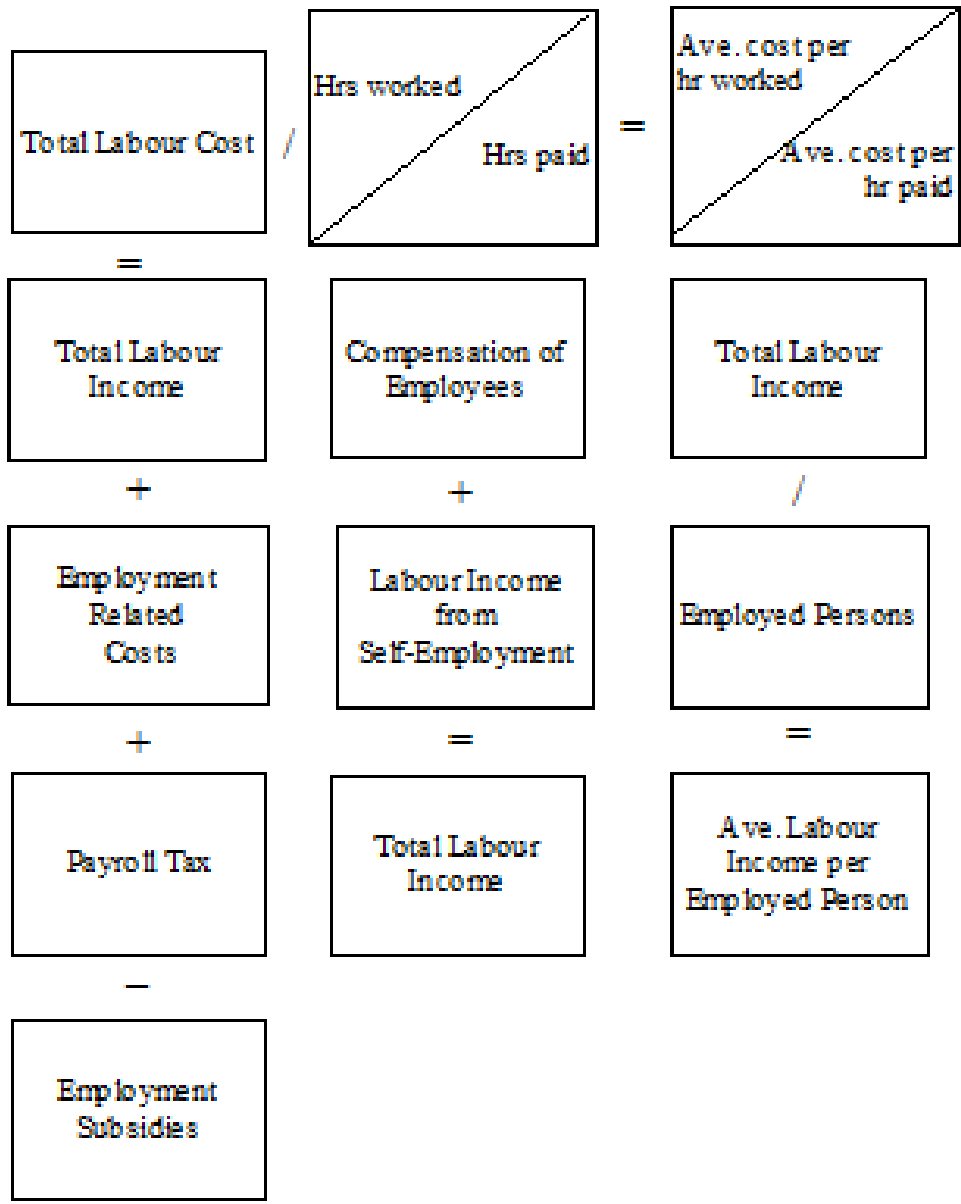 Total Labour Cost
/
Hrs worked
Hrs paid
=
Ave. cost per
hr worked
Ave. cost per
hr paid
=
Total Labour
Income
Compensation of
Employees
Total Labour
Income
+
+
/
Employment
Related
Costs
Labour Income
from
Self-Employment
Employed Persons
+
=
=
Payroll Tax
Total Labour
Income
Ave. Labour
Income per
Employed Person
–
Employment
Subsidies